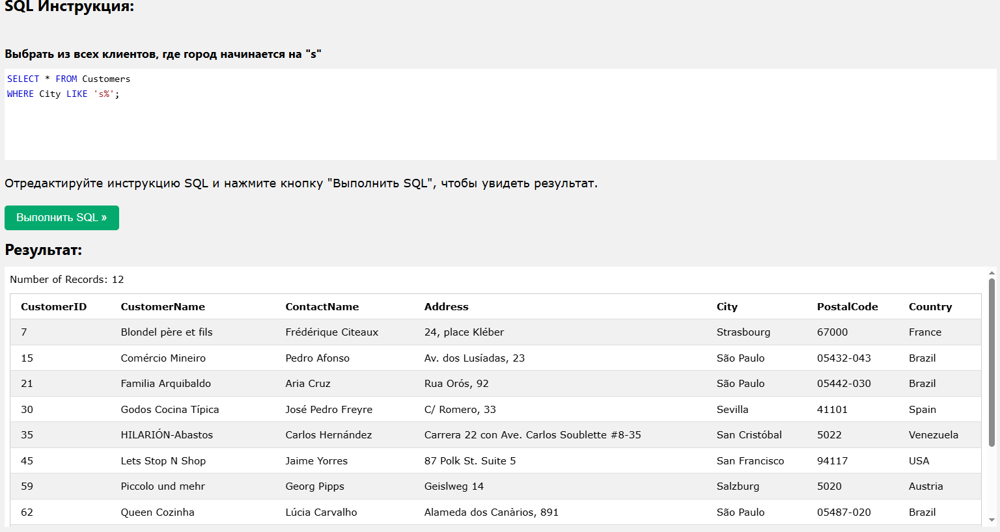 SQL Инструкция:
Выбрать из всех клиентов, где город начинается на "s"
SELECT * FROM Customers
WHERE City LIKE 's%';
Отредактируйте инструкцию SQL и нажмите кнопку "Выполнить SQL", чтобы увидеть результат.
Выполнить SQL »
Результат:
Number of Records: 12
CustomerID CustomerName ContactName Address City PostalCode Country
7 Blondel père et fils Frédérique Citeaux 24, place Kléber Strasbourg 67000 France
15 Comércio Mineiro Pedro Afonso Av. dos Lusíadas, 23 São Paulo 05432-043 Brazil
21 Familia Arquibaldo Aria Cruz Rua Orós, 92 São Paulo 05442-030 Brazil
30 Godos Cocina Típica José Pedro Freyre C/ Romero, 33 Sevilla 41101 Spain
35 HILARIÓN-Abastos Carlos Hernández Carrera 22 con Ave. Carlos Soublette #8-35 San Cristóbal 5022 Venezuela
45 Lets Stop N Shop Jaime Yorres 87 Polk St. Suite 5 San Francisco 94117 USA
59 Piccolo und mehr Georg Pipps Geislweg 14 Salzburg 5020 Austria
62 Queen Cozinha Lúcia Carvalho Alameda dos Canàrios, 891 São Paulo 05487-020 Brazil